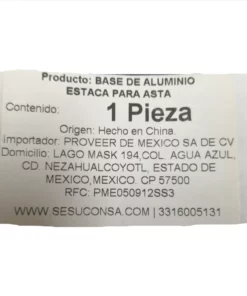 Producto: BASE DE ALUMINIO
ESTACA PARA ASTA
Contenido: 1 Pieza
Origen: Hecho en China.
Importador: PROVEER DE MEXICO SA DE CV
Domicilio: LAGO MASK 194,COL. AGUA AZUL,
CD. NEZAHUALCOYOTL, ESTADO DE
MEXICO,MEXICO. CP 57500
RFC: PME050912SS3
WWW.SESUCONSA.COM | 3316005131